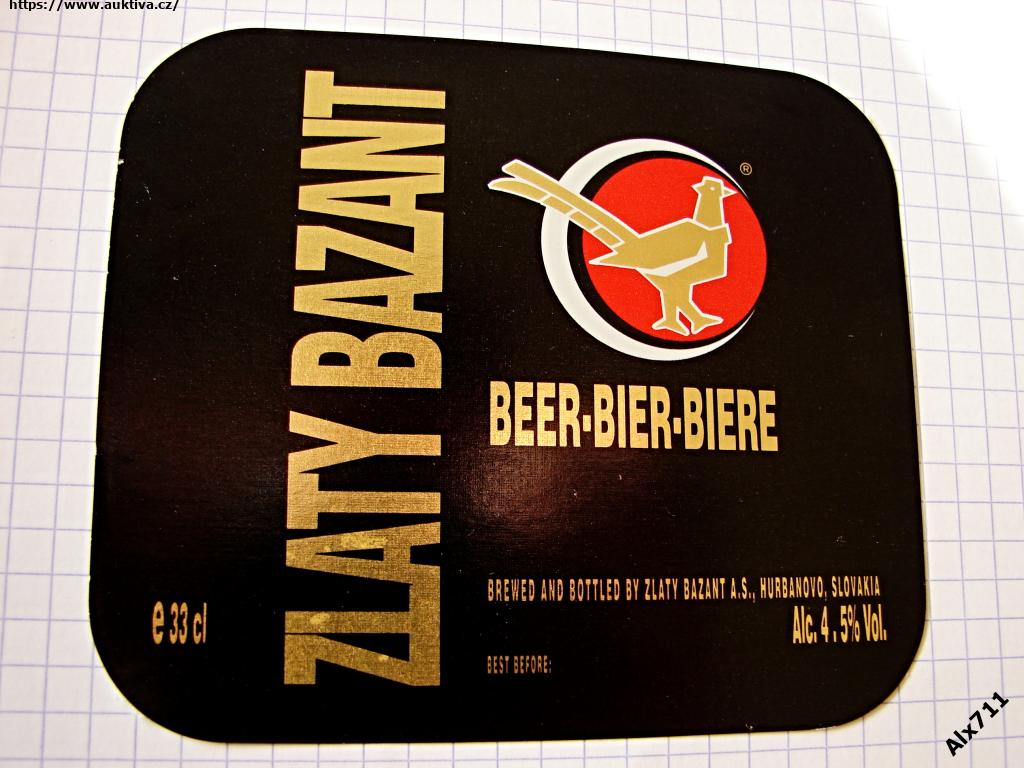 https://www.auktiva.cz/
ZLATY BAZANT
®
BEER-BIER-BIERE
BREWED AND BOTTLED BY ZLATY BAZANT A.S., HURBANOVO, SLOVAKIA
Alc. 4 . 5% Vol.
e 33 cl
BEST BEFORE:
Alx711